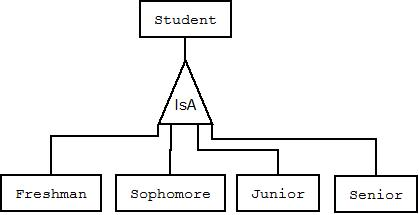 Student
IsA
Freshman
Sophomore
Junior
Senior